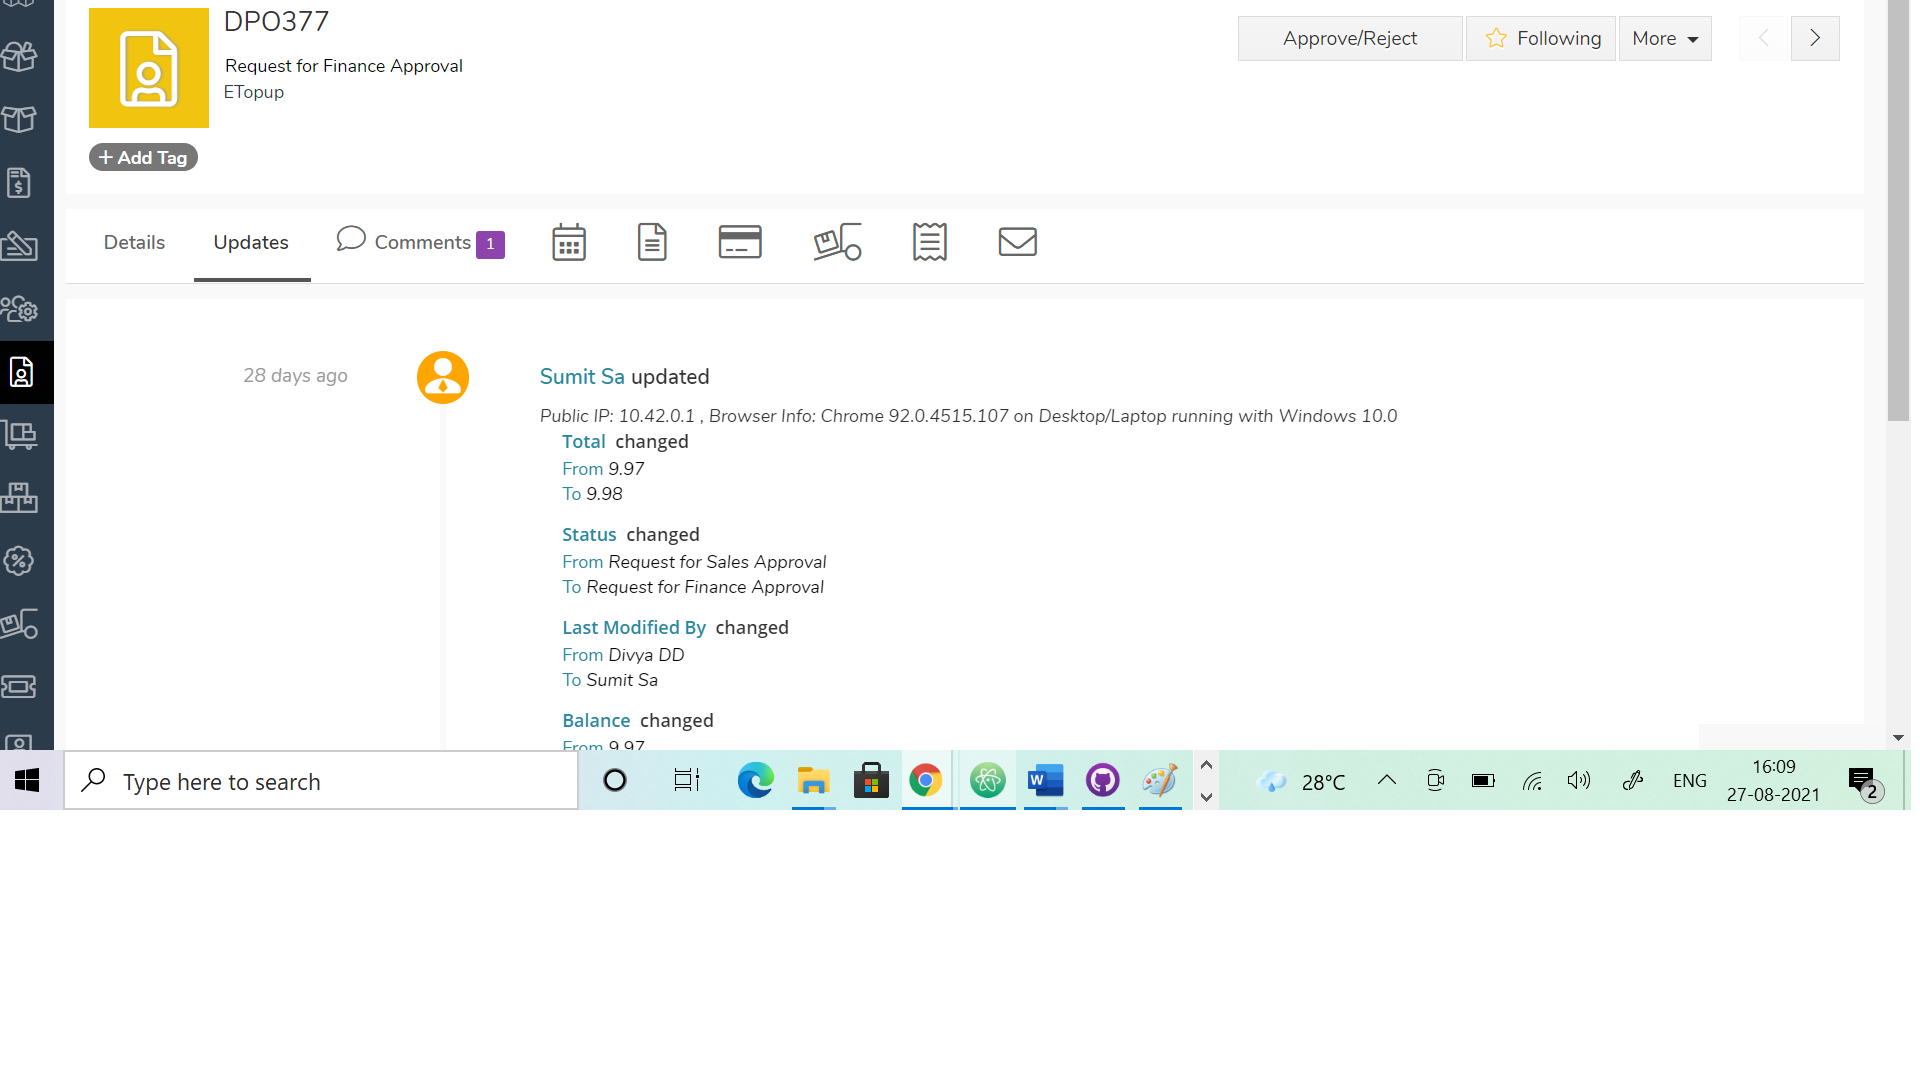 DPO377
Request for Finance Approval
ETopup
+ Add Tag
Approve/Reject
Following
More
Details
Updates
Comments 1
28 days ago
Sumit Sa updated
Public IP: 10.42.0.1 , Browser Info: Chrome 92.0.4515.107 on Desktop/Laptop running with Windows 10.0
Total changed
From 9.97
To 9.98
Status changed
From Request for Sales Approval
To Request for Finance Approval
Last Modified By changed
From Divya DD
To Sumit Sa
Balance changed
From 9.97
Type here to search
28°C
ENG
16:09
27-08-2021
2